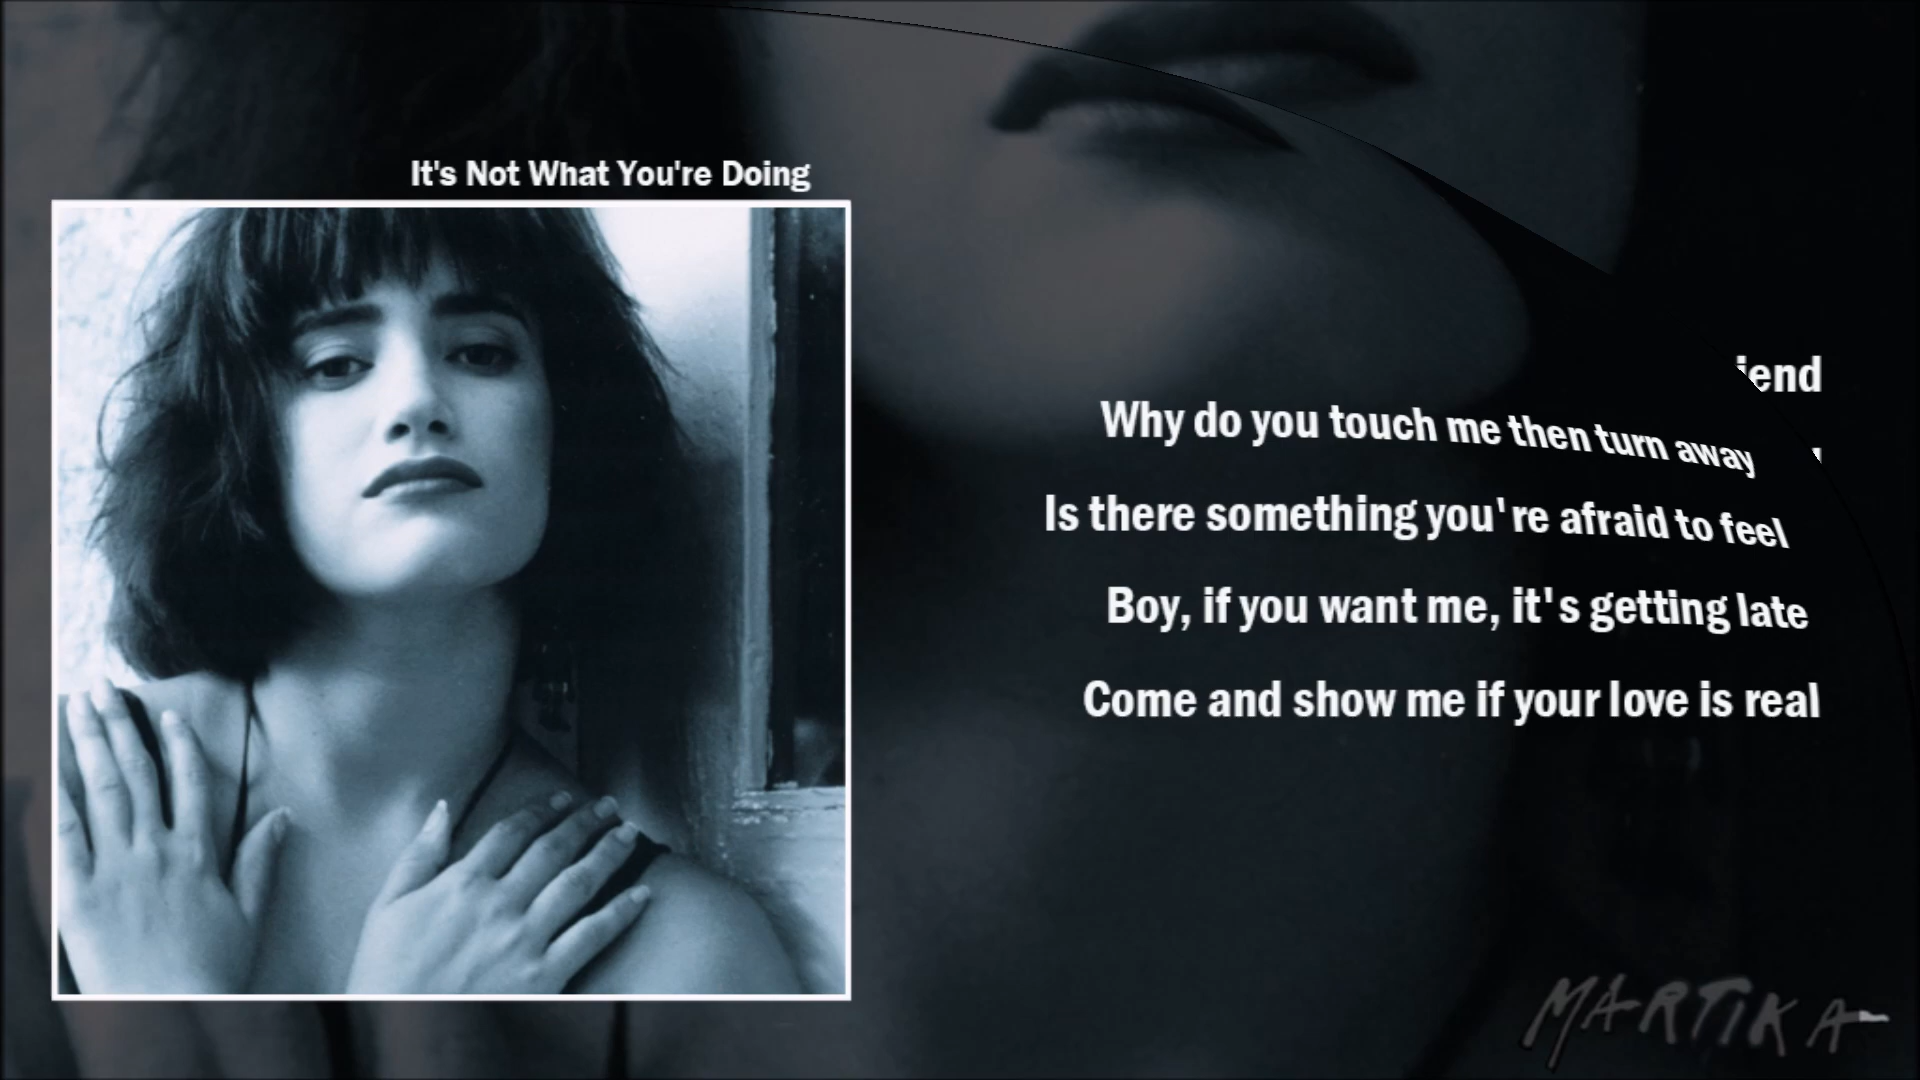 It's Not What You're Doing
iend
Why do you touch me then turn away
Is there something you're afraid to feel
Boy, if you want me, it's getting late
Come and show me if your love is real
MARTIKA